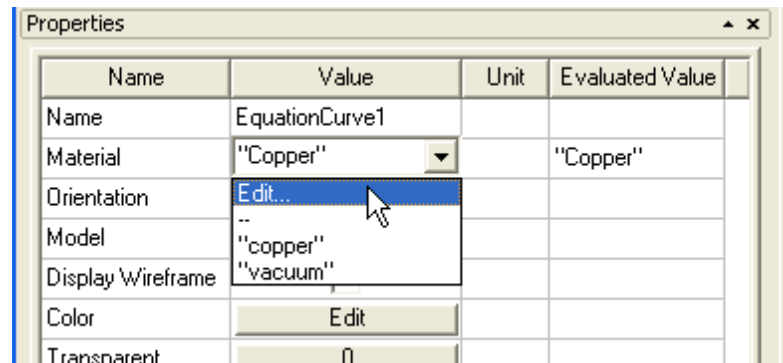 Properties
Name Value Unit Evaluated Value
Name EquationCurve1
Material "Copper" "Copper"
Orientation Edit...
--
Model "copper"
Display Wireframe "vacuum"
Color Edit
Transparent 0